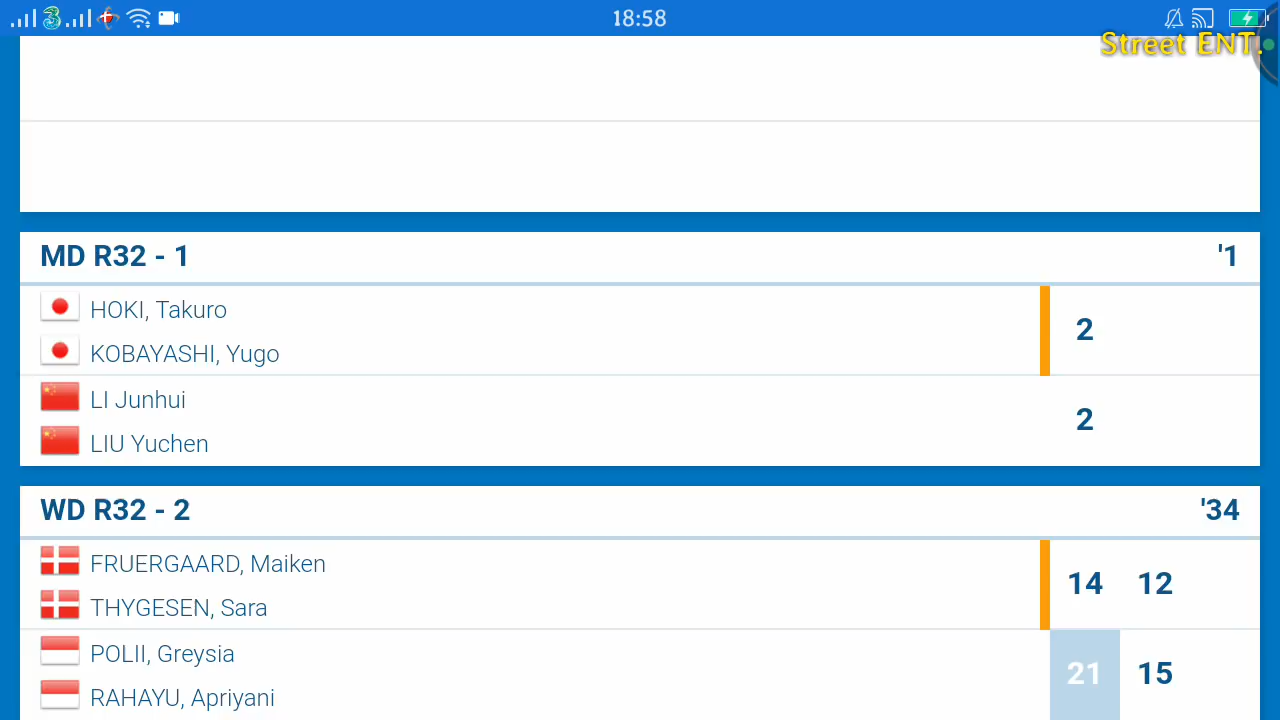 3
18:58
Street ENT.
MD R32 - 1 '1
HOKI, Takuro
KOBAYASHI, Yugo
2
LI Junhui
LIU Yuchen
2
WD R32 - 2 '34
FRUERGAARD, Maiken
THYGESEN, Sara
14 12
POLII, Greysia
RAHAYU, Apriyani
21 15